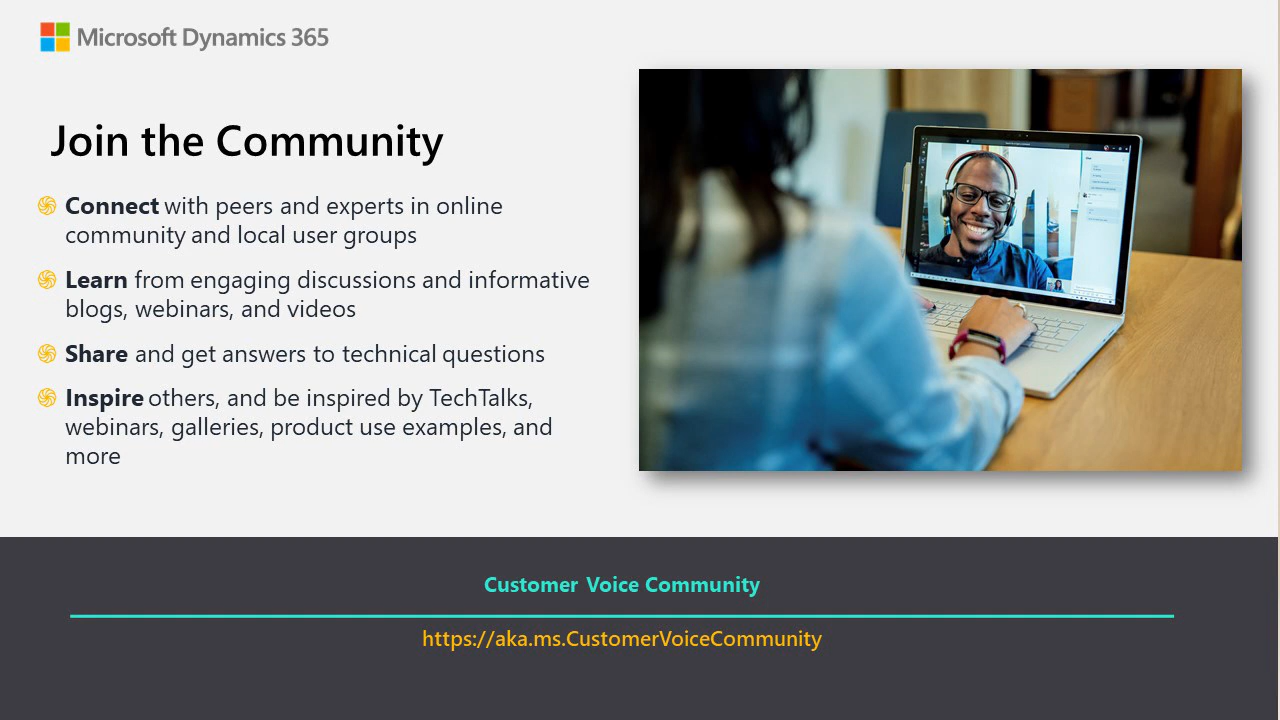 Microsoft Dynamics 365
Join the Community
Connect with peers and experts in online
community and local user groups
Learn from engaging discussions and informative
blogs, webinars, and videos
Share and get answers to technical questions
Inspire others, and be inspired by TechTalks,
webinars, galleries, product use examples, and
more
Customer Voice Community
https://aka.ms.CustomerVoiceCommunity